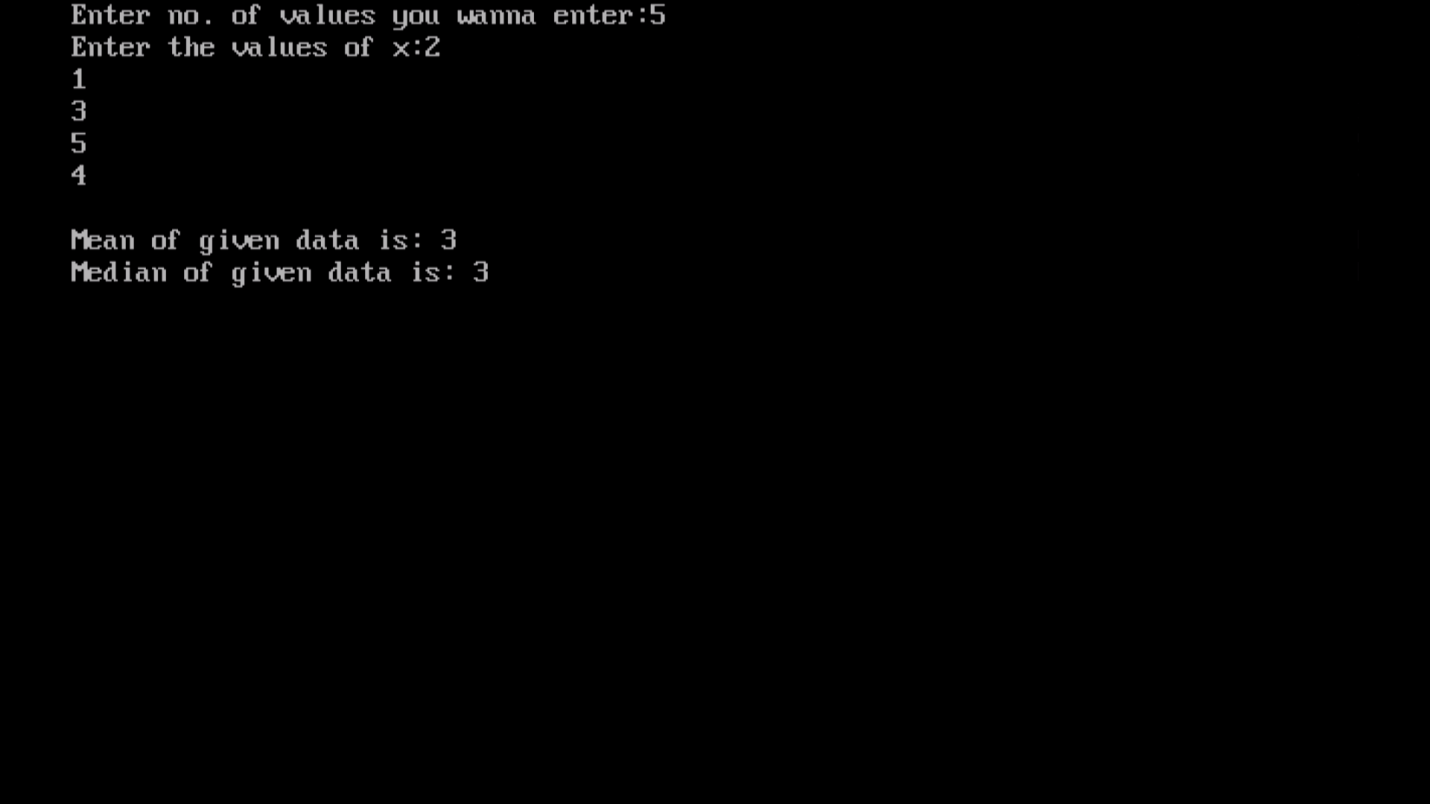 Enter no. of values you wanna enter:5
Enter the values of x:2
1
3
5
4
Mean of given data is: 3
Median of given data is: 3